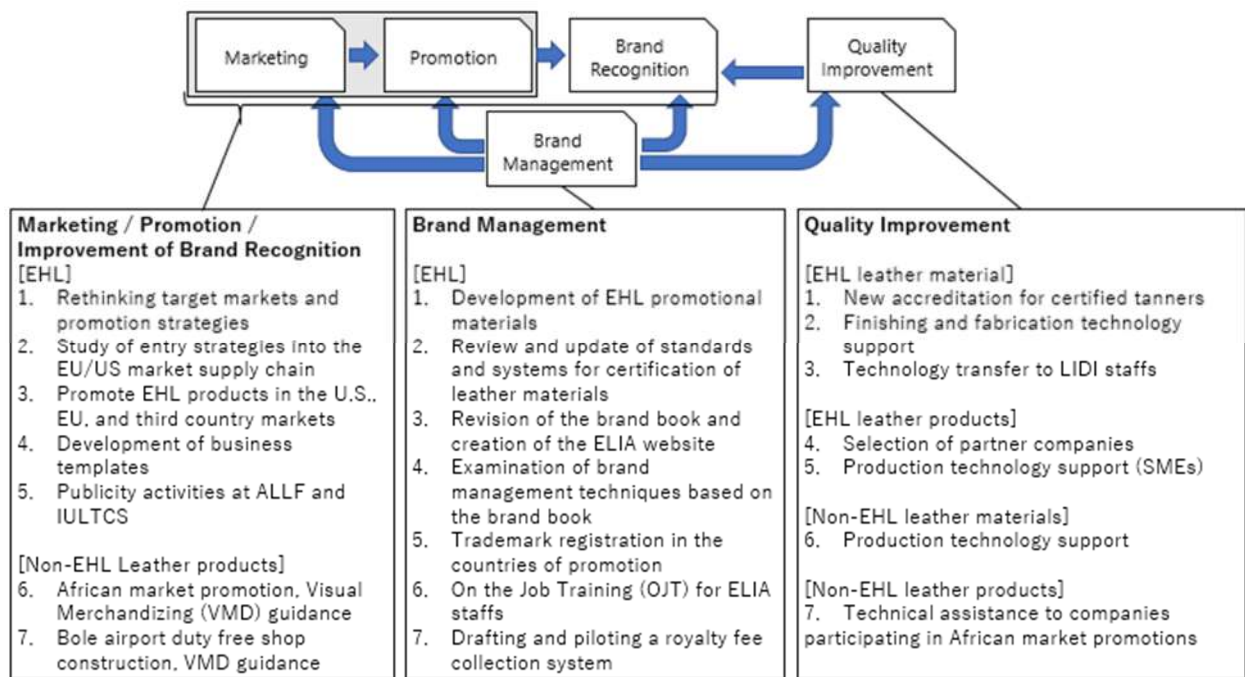 Marketing
Promotion
Brand
Recognition
Quality
Improvement
Brand
Management
Marketing / Promotion /
Improvement of Brand Recognition
[EHL]
1. Rethinking target markets and
promotion strategies
2. Study of entry strategies into the
EU/US market supply chain
3. Promote EHL products in the U.S.,
EU, and third country markets
4. Development of business
templates
5. Publicity activities at ALLF and
IULTCS
[Non-EHL Leather products]
6. African market promotion, Visual
Merchandizing (VMD) guidance
7. Bole airport duty free shop
construction, VMD guidance
Brand Management
[EHL]
1. Development of EHL promotional
materials
2. Review and update of standards
and systems for certification of
leather materials
3. Revision of the brand book and
creation of the ELIA website
4. Examination of brand
management techniques based on
the brand book
5. Trademark registration in the
countries of promotion
6. On the Job Training (OJT) for ELIA
staffs
7. Drafting and piloting a royalty fee
collection system
Quality Improvement
[EHL leather material]
1. New accreditation for certified tanners
2. Finishing and fabrication technology
support
3. Technology transfer to LIDI staffs
[EHL leather products]
4. Selection of partner companies
5. Production technology support (SMEs)
[Non-EHL leather materials]
6. Production technology support
[Non-EHL leather products]
7. Technical assistance to companies
participating in African market promotions